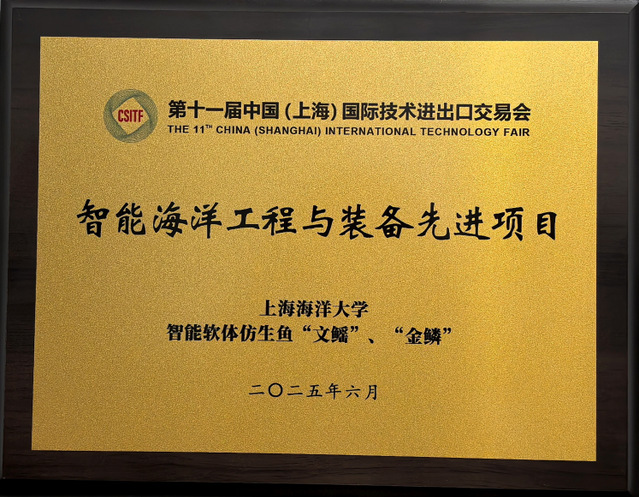 CSITF
第十一届中国(上海)国际技术进出口交易会
THE 11TH CHINA (SHANGHAI) INTERNATIONAL TECHNOLOGY FAIR
智能海洋工程与装备先进项目
上海海洋大学
智能软体仿生鱼“文鳐”、“金鳞”
二〇二五年六月